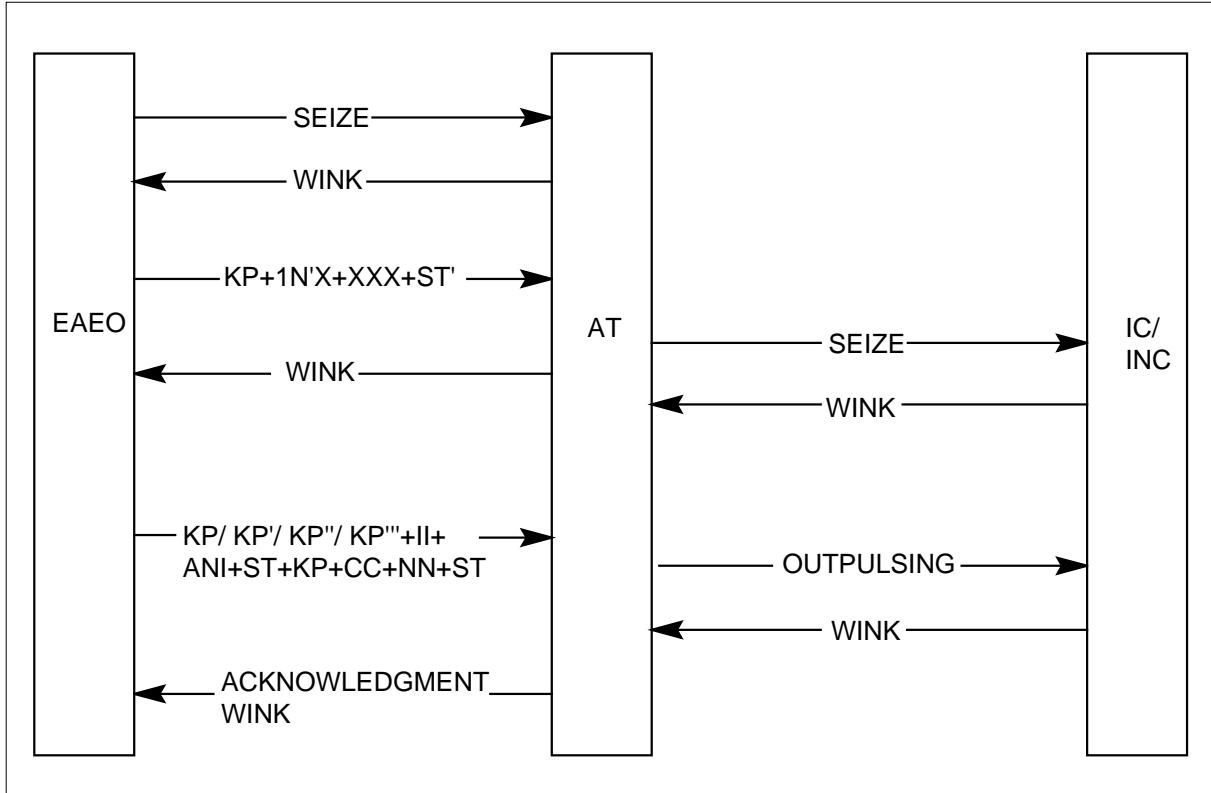 SEIZE
WINK
KP+1N'X+XXX+ST'
EAEO
AT
IC/
INC
SEIZE
WINK
WINK
KP/ KP'/ KP"/ KP"'+II+
ANI+ST+KP+CC+NN+ST
OUTPULSING
WINK
ACKNOWLEDGMENT
WINK